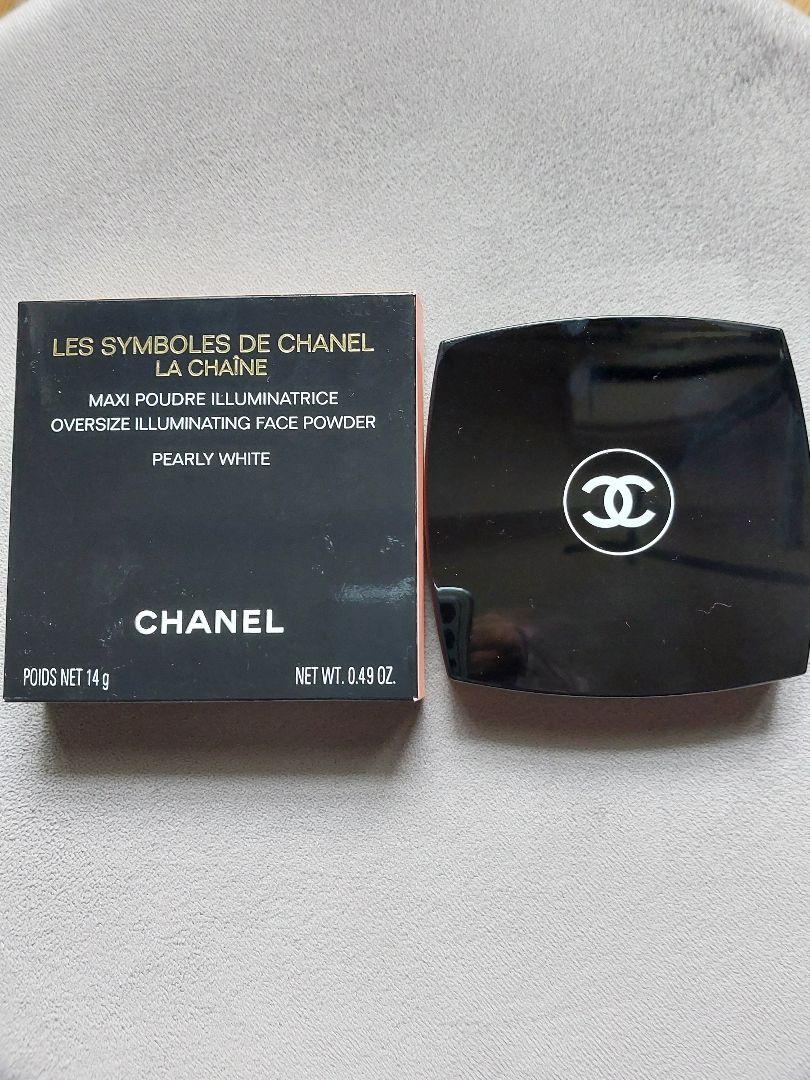 LES SYMBOLES DE CHANEL
LA CHAÎNE
MAXI POUDRE ILLUMINATRICE
OVERSIZE ILLUMINATING FACE POWDER
PEARLY WHITE
CHANEL
POIDS NET 14 g
NET WT. 0.49 OZ.